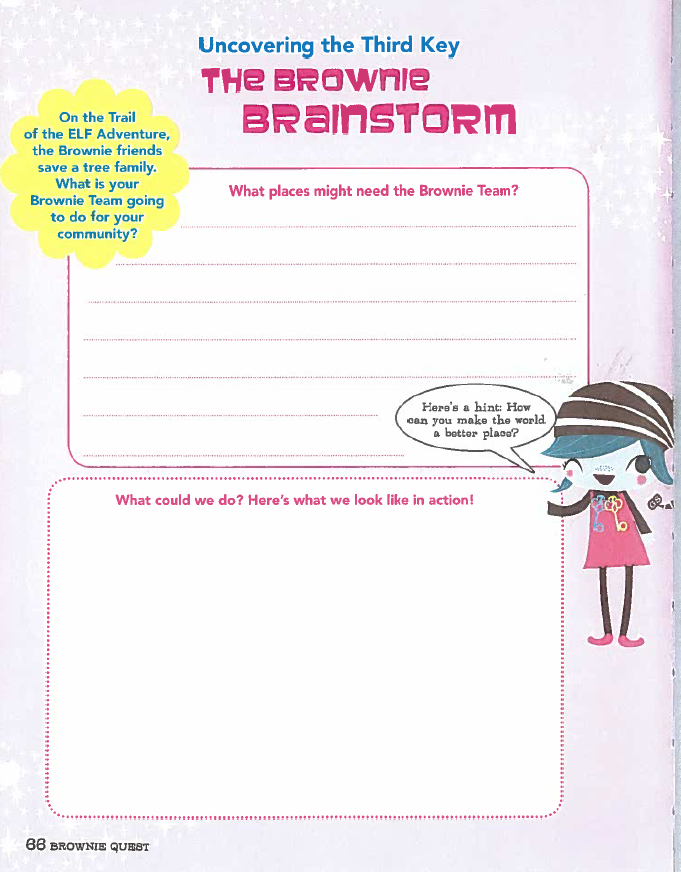 Uncovering the Third Key
THE BROWNIE
BRAINSTORM
On the Trail
of the ELF Adventure,
the Brownie friends
save a tree family.
What is your
Brownie Team going
to do for your
community?
What places might need the Brownie Team?
Here's a hint: How
can you make the world
a better place?
What could we do? Here's what we look like in action!
66 BROWNIE QUEST